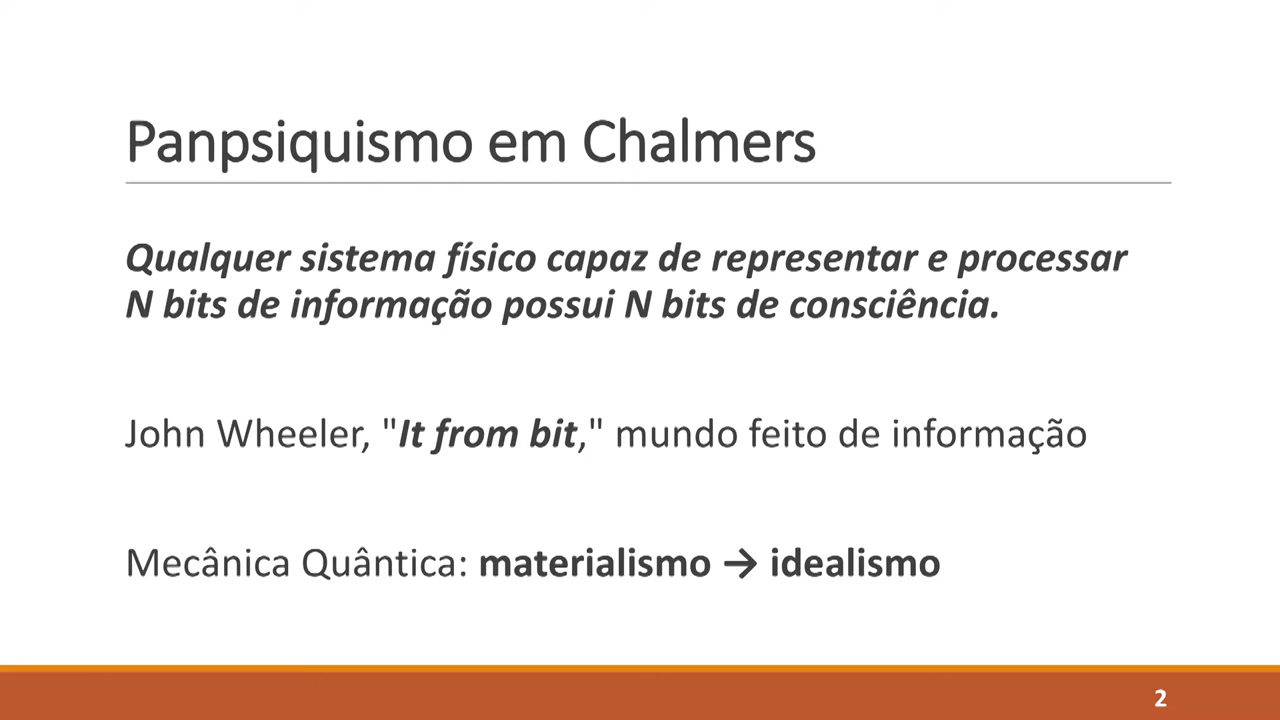 Panpsiquismo em Chalmers
Qualquer sistema físico capaz de representar e processar
N bits de informação possui N bits de consciência.
John Wheeler, "It from bit," mundo feito de informação
Mecânica Quântica: materialismo → idealismo
2